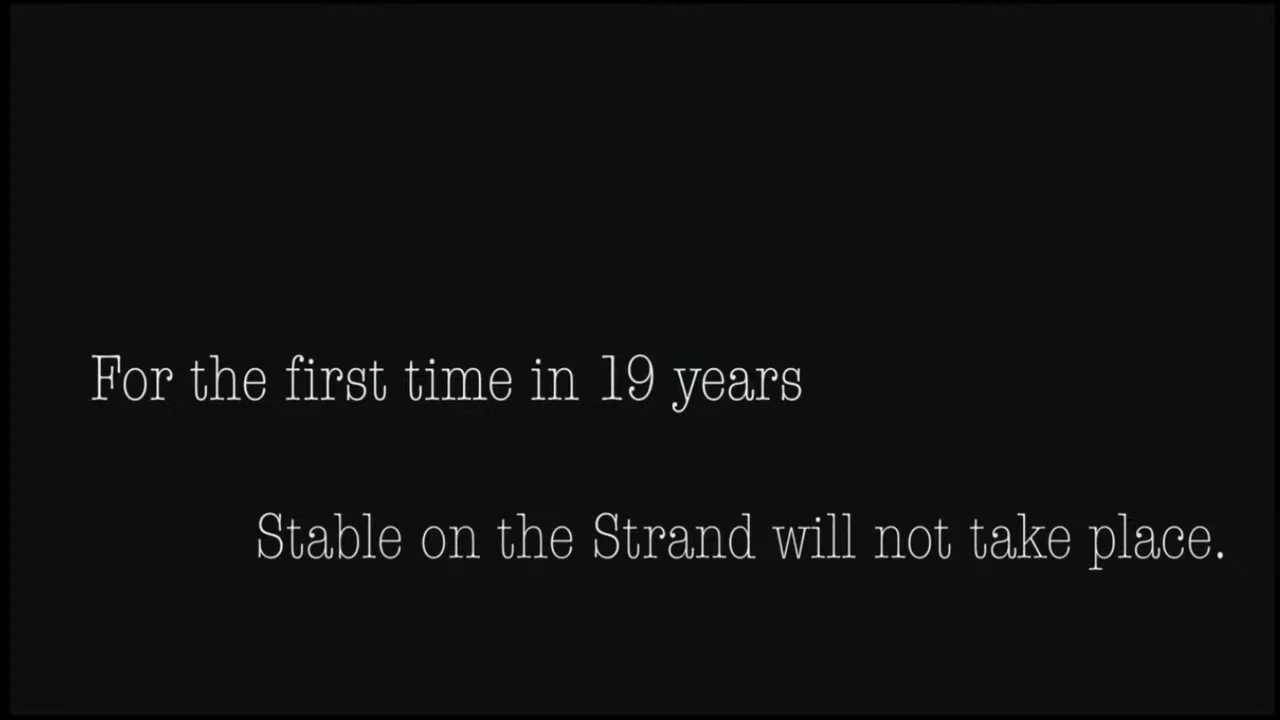 For the first time in 19 years
Stable on the Strand will not take place.